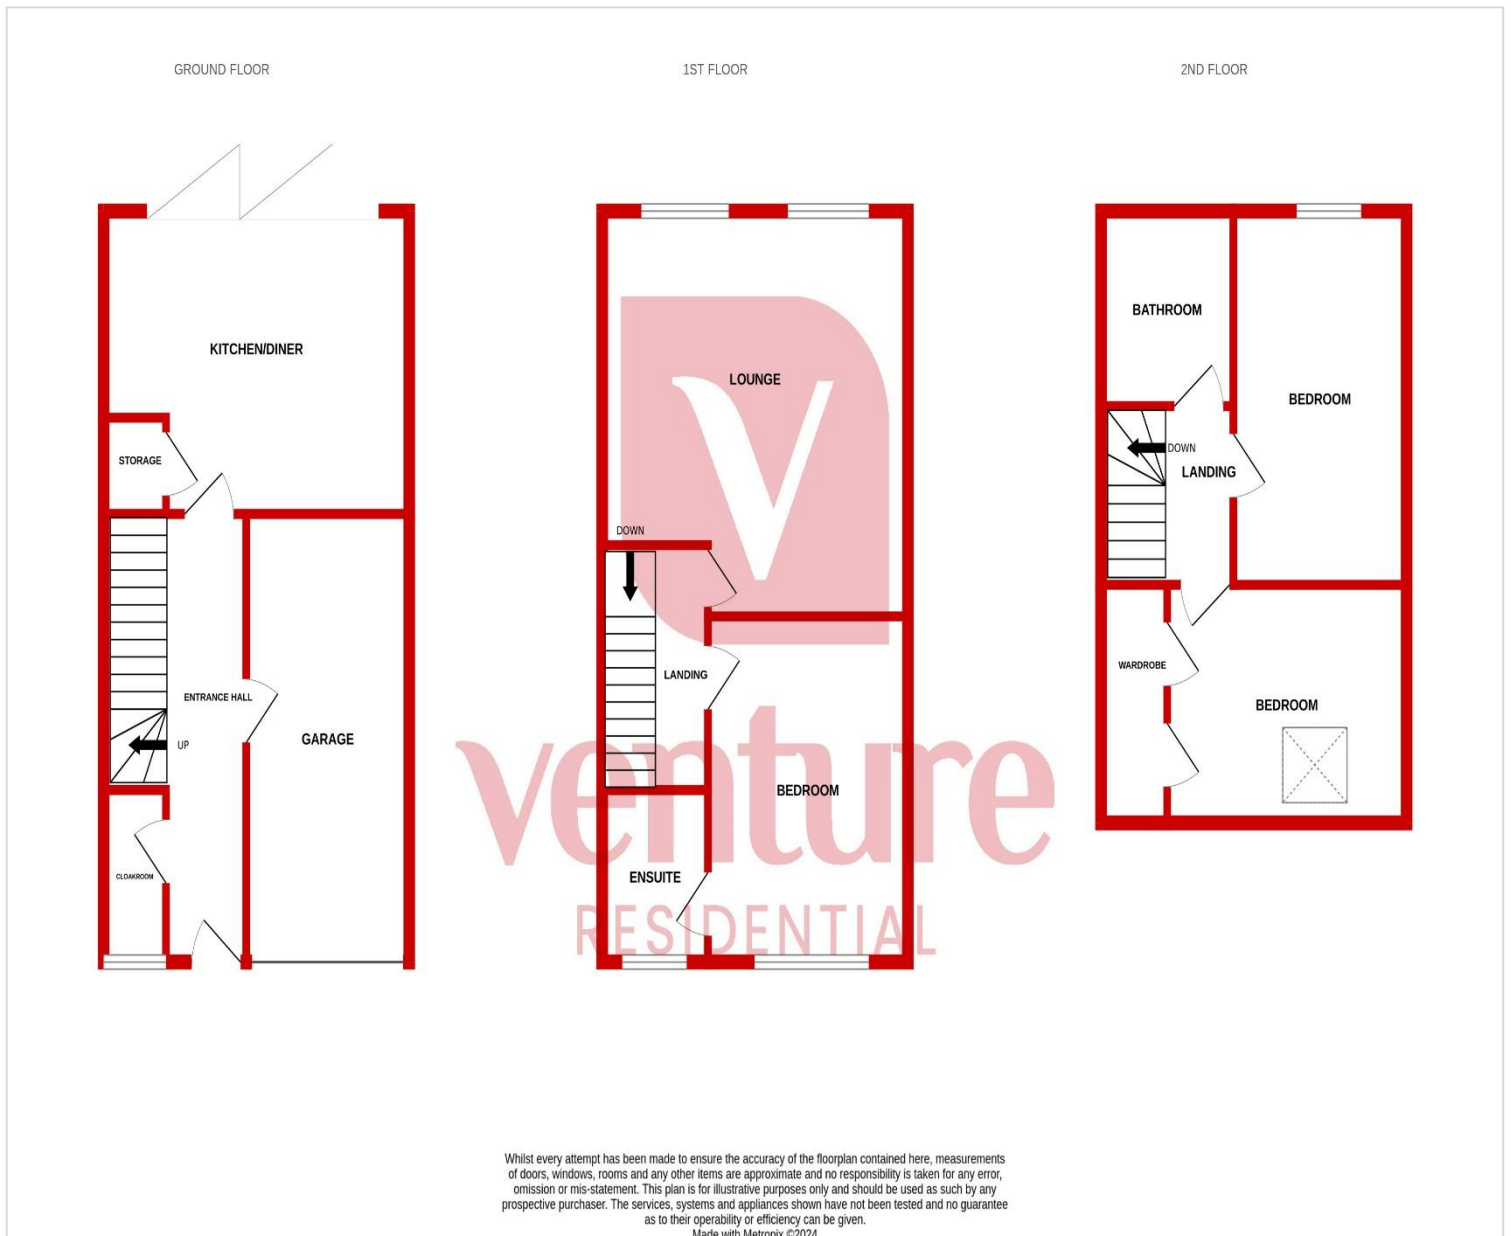 GROUND FLOOR
1ST FLOOR
2ND FLOOR
KITCHEN/DINER
STORAGE
ENTRANCE HALL
UP
GARAGE
CLOAKROOM
LOUNGE
DOWN
LANDING
BEDROOM
ENSUITE
BATHROOM
BEDROOM
DOWN
LANDING
WARDROBE
BEDROOM
venture
RESIDENTIAL
Whilst every attempt has been made to ensure the accuracy of the floorplan contained here, measurements
of doors, windows, rooms and any other items are approximate and no responsibility is taken for any error,
omission or mis-statement. This plan is for illustrative purposes only and should be used as such by any
prospective purchaser. The services, systems and appliances shown have not been tested and no guarantee
as to their operability or efficiency can be given.
Made with Metropix ©2024